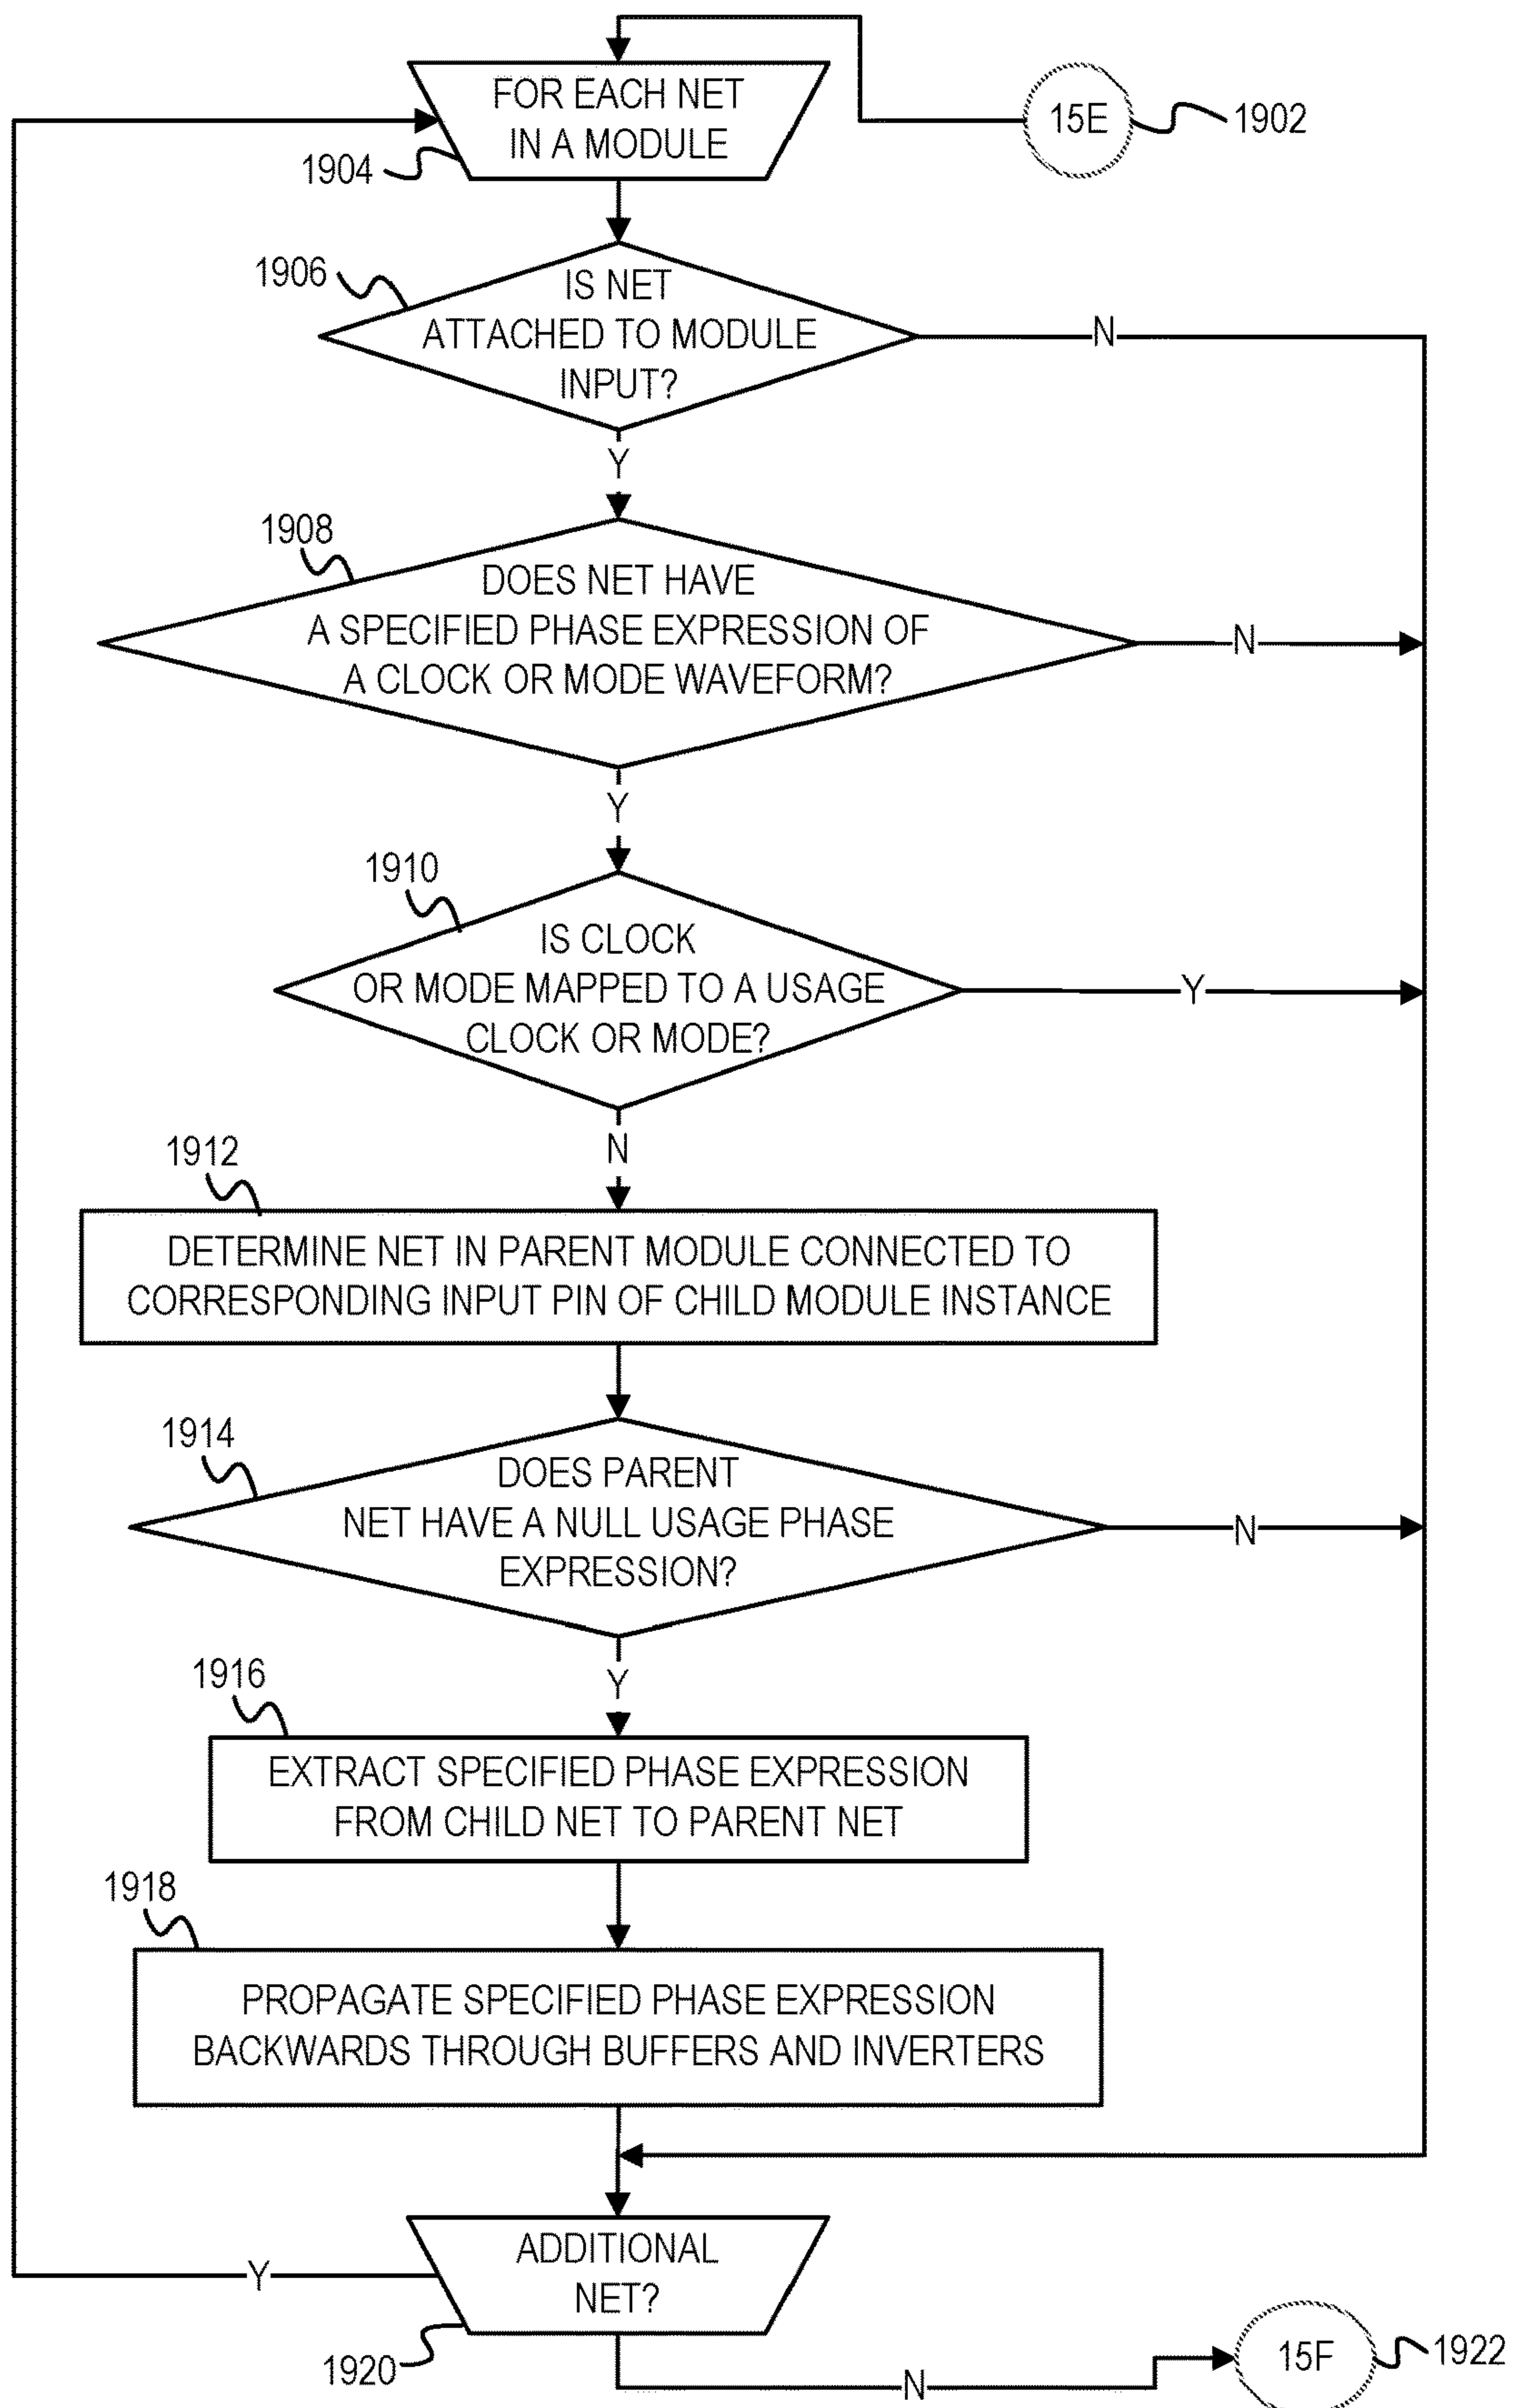 FOR EACH NET
IN A MODULE
15E
1902
1904
1906
IS NET
ATTACHED TO MODULE
INPUT?
N
Y
1908
DOES NET HAVE
A SPECIFIED PHASE EXPRESSION OF
A CLOCK OR MODE WAVEFORM?
N
Y
1910
IS CLOCK
OR MODE MAPPED TO A USAGE
CLOCK OR MODE?
Y
N
1912
DETERMINE NET IN PARENT MODULE CONNECTED TO
CORRESPONDING INPUT PIN OF CHILD MODULE INSTANCE
1914
DOES PARENT
NET HAVE A NULL USAGE PHASE
EXPRESSION?
N
Y
1916
EXTRACT SPECIFIED PHASE EXPRESSION
FROM CHILD NET TO PARENT NET
1918
PROPAGATE SPECIFIED PHASE EXPRESSION
BACKWARDS THROUGH BUFFERS AND INVERTERS
ADDITIONAL
NET?
Y
1920
N
15F
1922